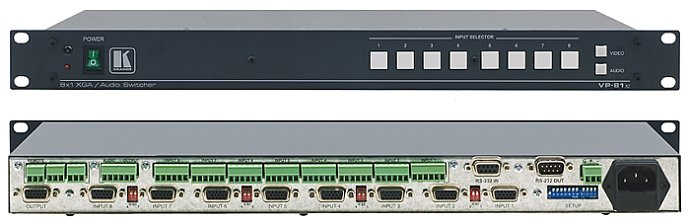 POWER
INPUT SELECTOR
1 2 3 4 5 6 7 8
VIDEO
K
KRAMER
AUDIO
8x1 XGA / Audio Switcher
VP-81
RS-232 IN
RS-232 OUT
OUTPUT
INPUT 8
INPUT 7
INPUT 6
INPUT 5
INPUT 4
INPUT 3
INPUT 2
INPUT 1
SETUP